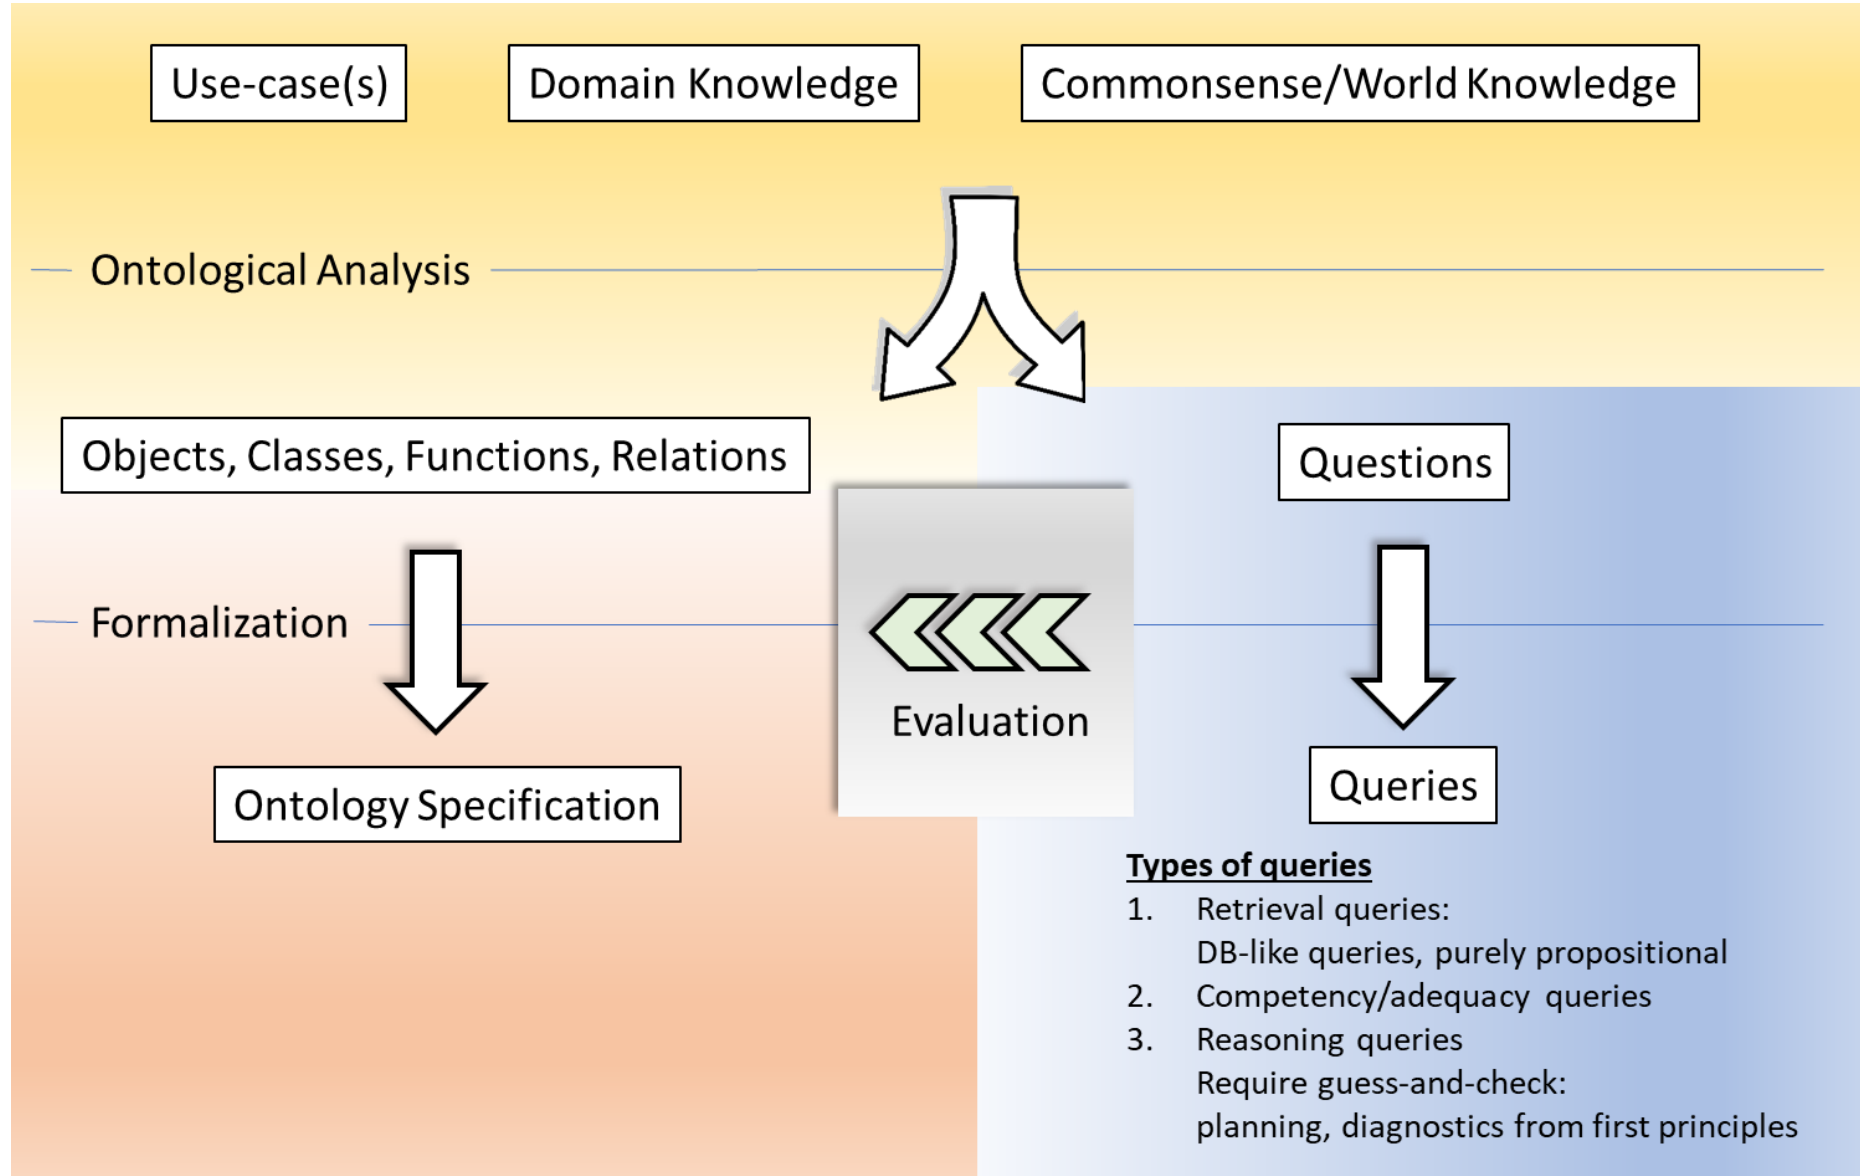 Use-case(s)
Domain Knowledge
Commonsense/World Knowledge
Ontological Analysis
Objects, Classes, Functions, Relations
Questions
Formalization
Evaluation
Ontology Specification
Queries
Types of queries
1. Retrieval queries:
DB-like queries, purely propositional
2. Competency/adequacy queries
3. Reasoning queries
Require guess-and-check:
planning, diagnostics from first principles